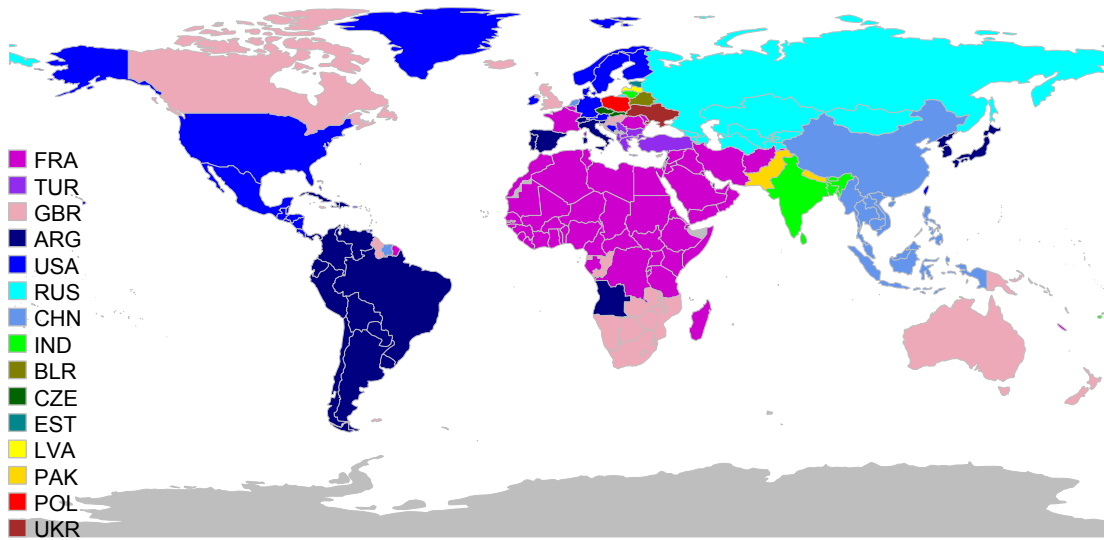 FRA
TUR
GBR
ARG
USA
RUS
CHN
IND
BLR
CZE
EST
LVA
PAK
POL
UKR